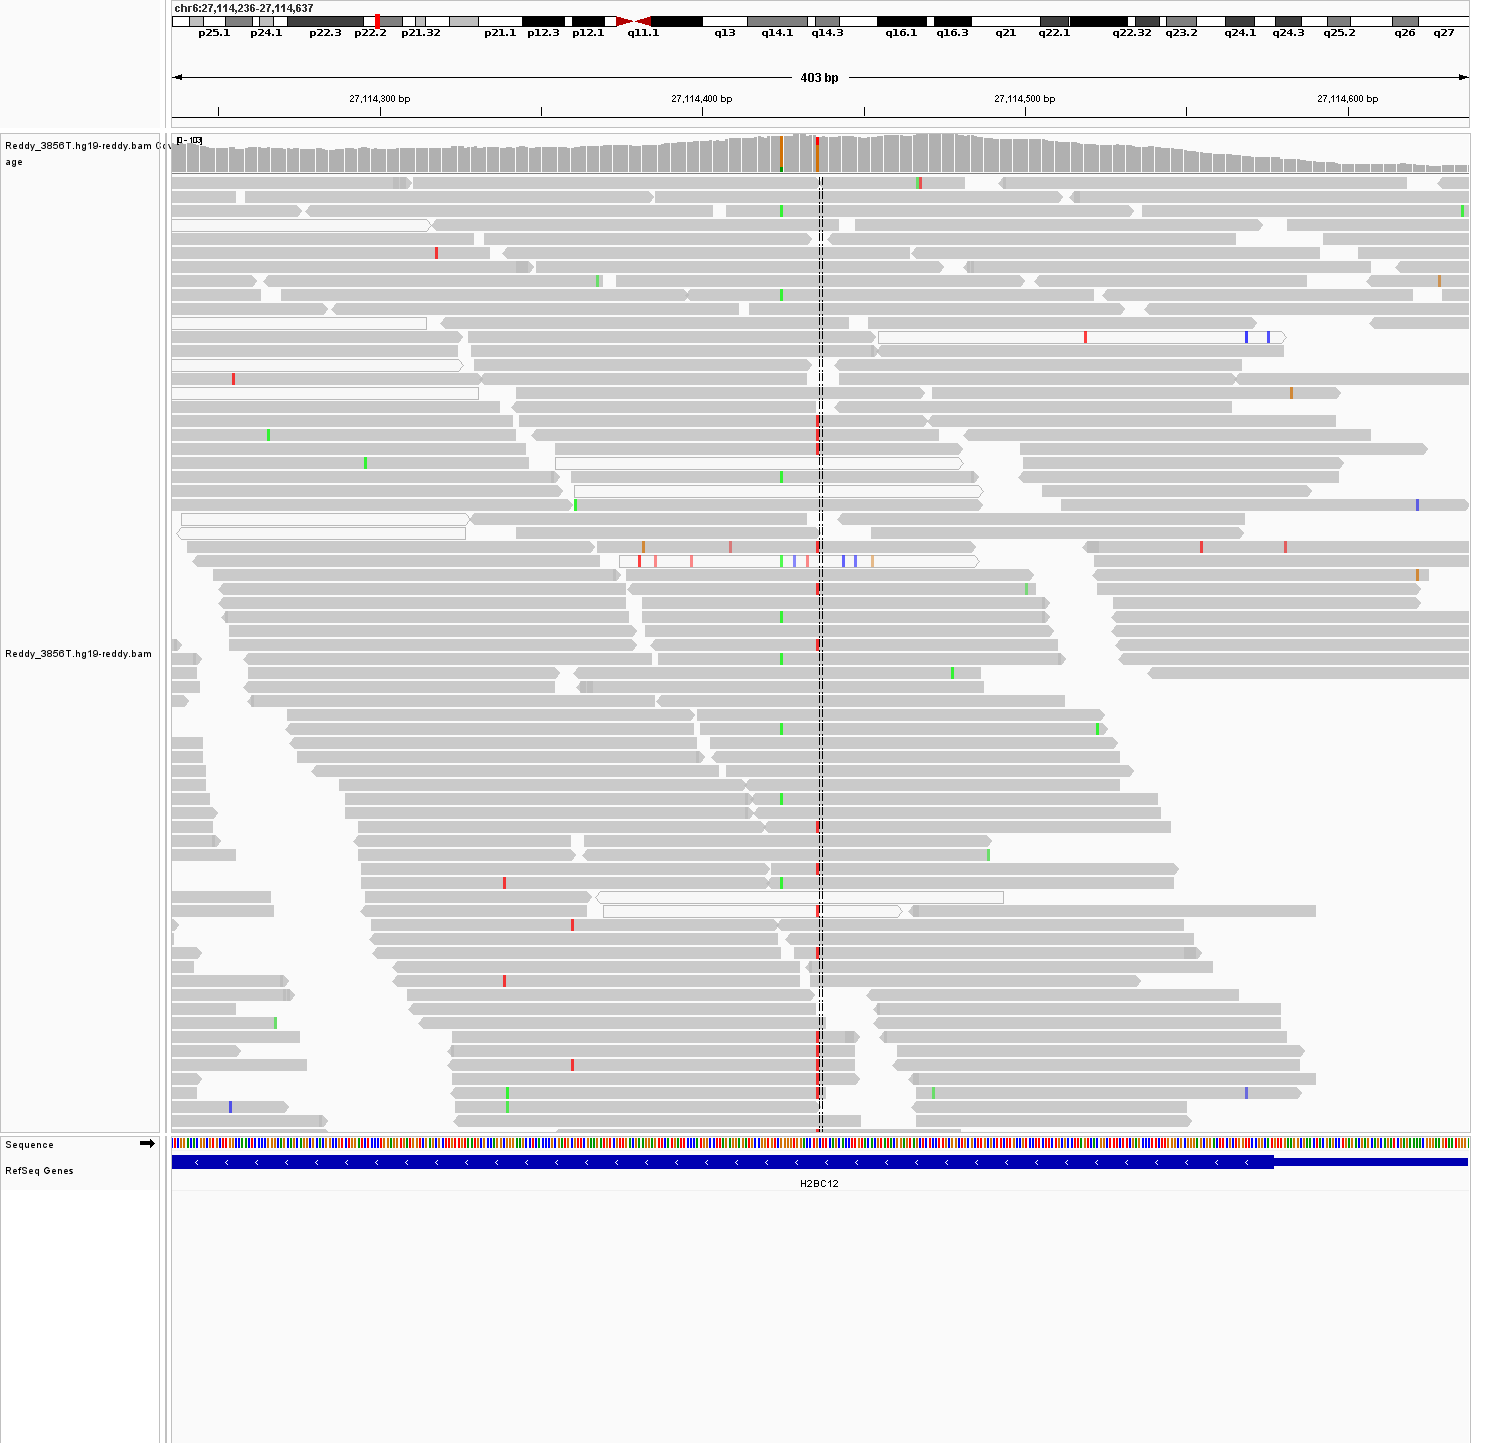 chr6:27,114,236-27,114,637
p25.1 p24.1 p22.3 p22.2 p21.32 p21.1 p12.3 p12.1 q11.1 q13 q14.1 q14.3 q16.1 q16.3 q21 q22.1 q22.32 q23.2 q24.1 q24.3 q25.2 q26 q27
403 bp
27,114,300 bp 27,114,400 bp 27,114,500 bp 27,114,600 bp
[0 - 103]
Reddy_3856T.hg19-reddy.bam Cov
age
Reddy_3856T.hg19-reddy.bam
Sequence
RefSeq Genes
H2BC12